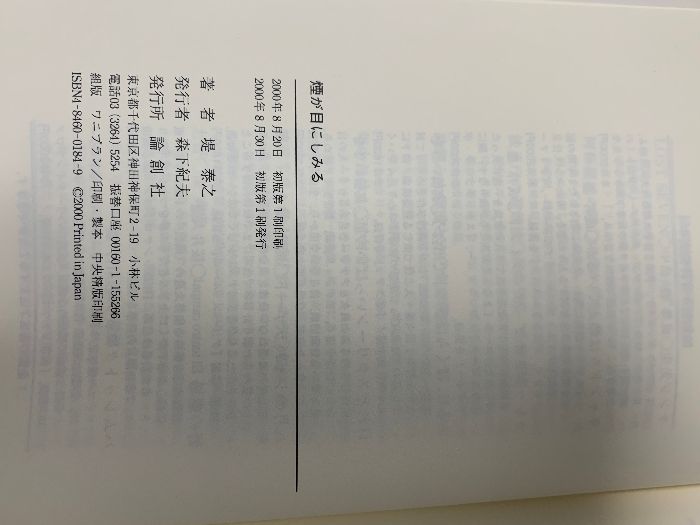 煙が目にしみる
2000年8月20日 初版第1刷印刷
2000年8月30日 初版第1刷発行
著 者 堤 泰之
発行者 森下紀夫
発行所 論創社
東京都千代田区神田神保町2-19 小林ビル
電話03(3264)5254 振替口座00160-1-155266
組版 ワニプラン/印刷・製本 中央精版印刷
ISBN4-8460-0184-9 ©2000 Printed in Japan